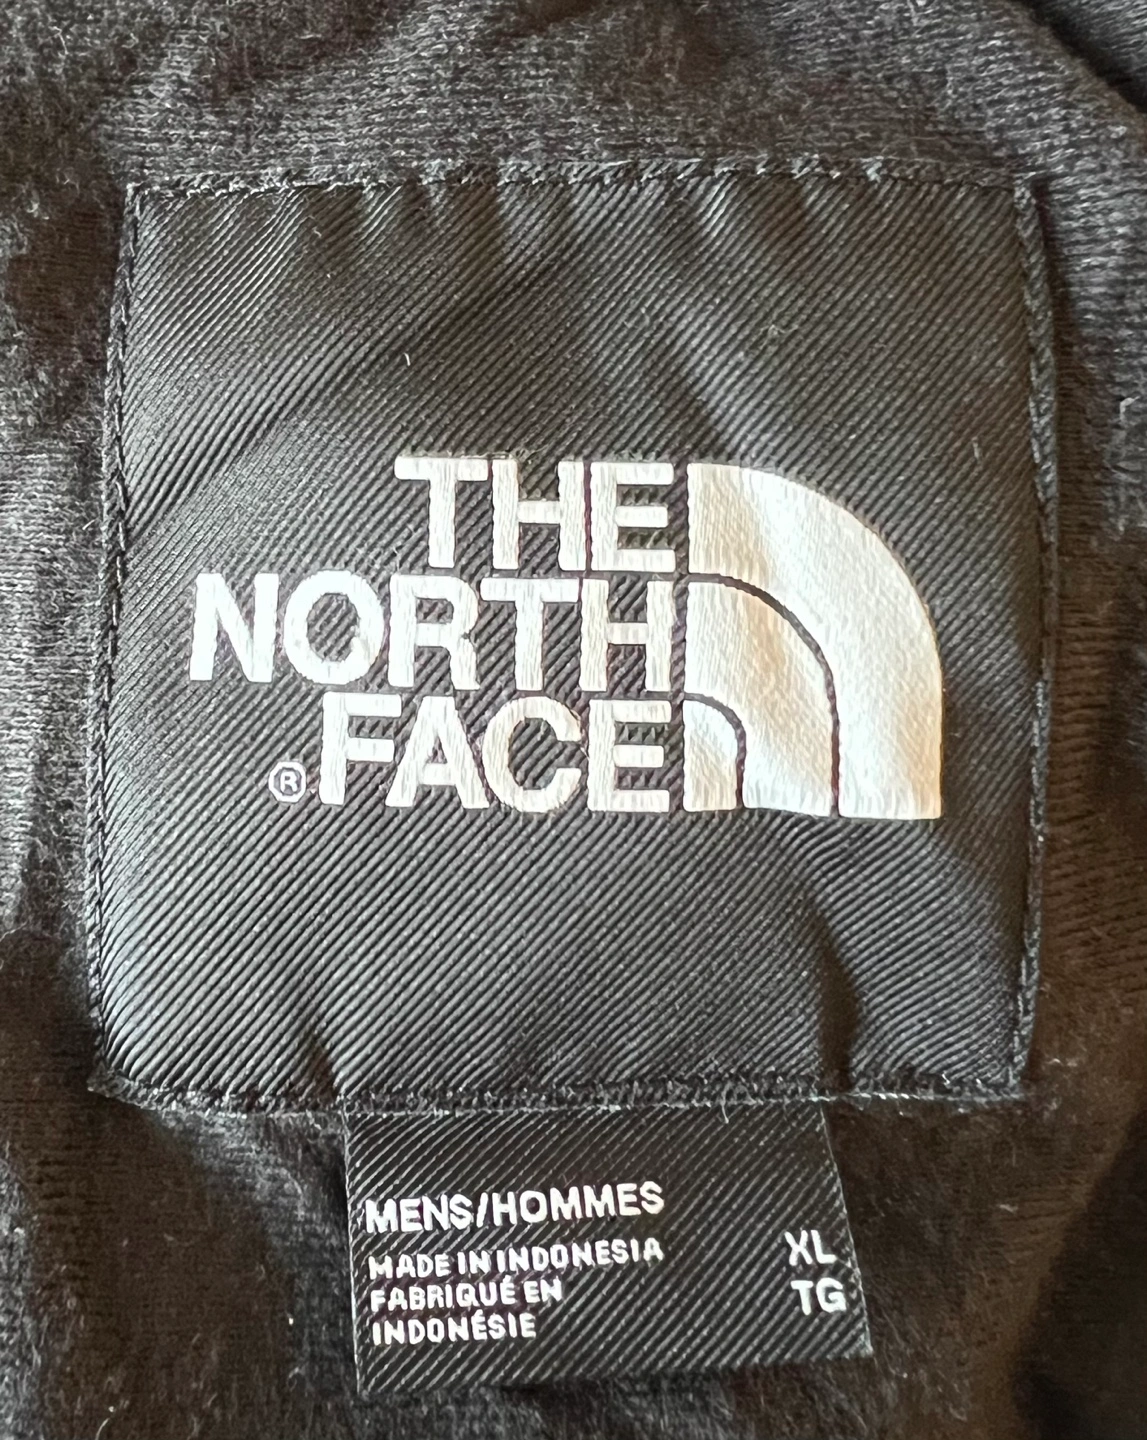 THE
NORTH
®FACE
MENS/HOMMES
MADE IN INDONESIA
FABRIQUÉ EN
INDONÉSIE
XL
TG